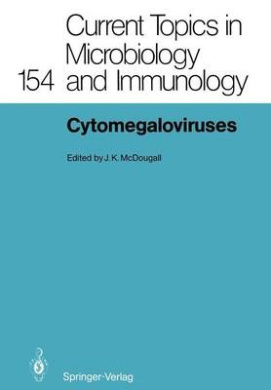 Current Topics in
Microbiology
154 and Immunology
Cytomegaloviruses
Edited by J. K. McDougall
Springer-Verlag